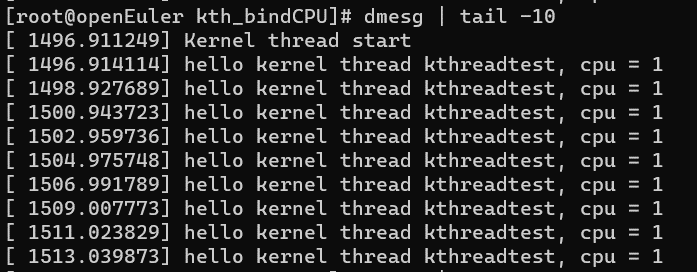 [root@openEuler kth_bindCPU]# dmesg | tail -10
[ 1496.911249] Kernel thread start
[ 1496.914114] hello kernel thread kthreadtest, cpu = 1
[ 1498.927689] hello kernel thread kthreadtest, cpu = 1
[ 1500.943723] hello kernel thread kthreadtest, cpu = 1
[ 1502.959736] hello kernel thread kthreadtest, cpu = 1
[ 1504.975748] hello kernel thread kthreadtest, cpu = 1
[ 1506.991789] hello kernel thread kthreadtest, cpu = 1
[ 1509.007773] hello kernel thread kthreadtest, cpu = 1
[ 1511.023829] hello kernel thread kthreadtest, cpu = 1
[ 1513.039873] hello kernel thread kthreadtest, cpu = 1